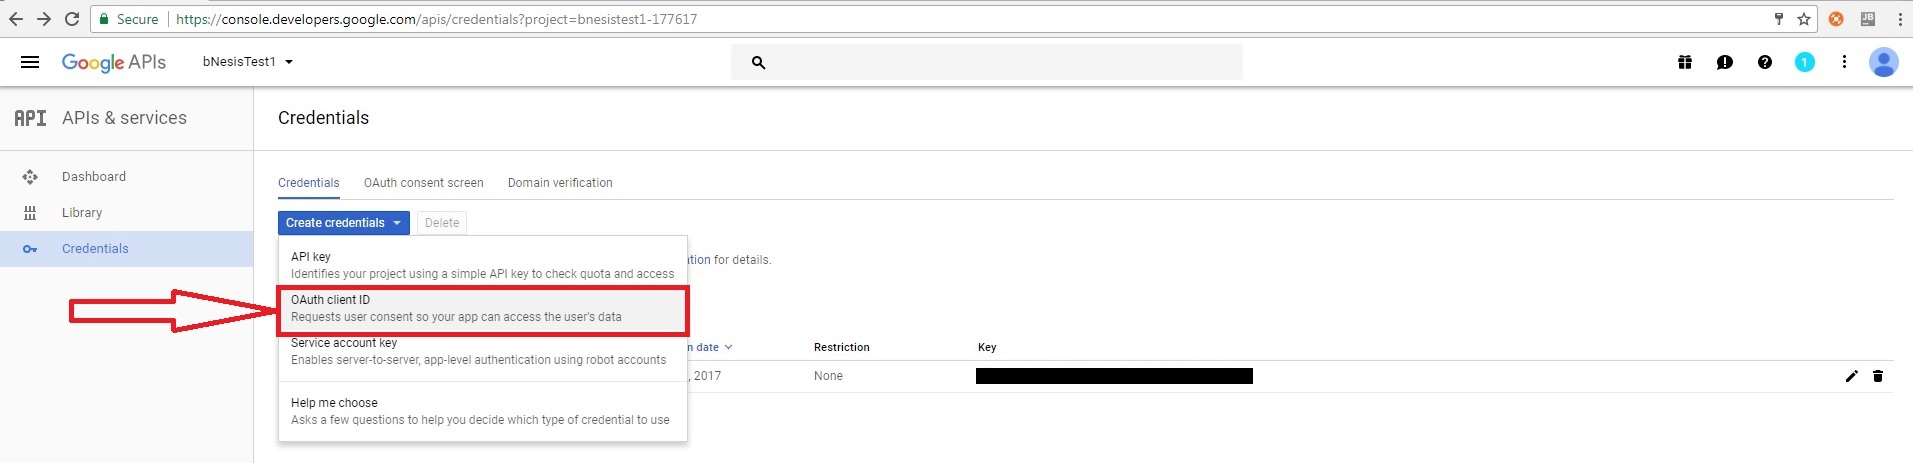 Secure https://console.developers.google.com/apis/credentials?project=bnesistest1-177617
JB
Google APIs bNesisTest1 1
API APIs & services Credentials
Dashboard
Library
Credentials
Credentials OAuth consent screen Domain verification
Create credentials Delete
API key
Identifies your project using a simple API key to check quota and access
for details.
OAuth client ID
Requests user consent so your app can access the user's data
Service account key
Enables server-to-server, app-level authentication using robot accounts
date Restriction Key
, 2017 None
Help me choose
Asks a few questions to help you decide which type of credential to use